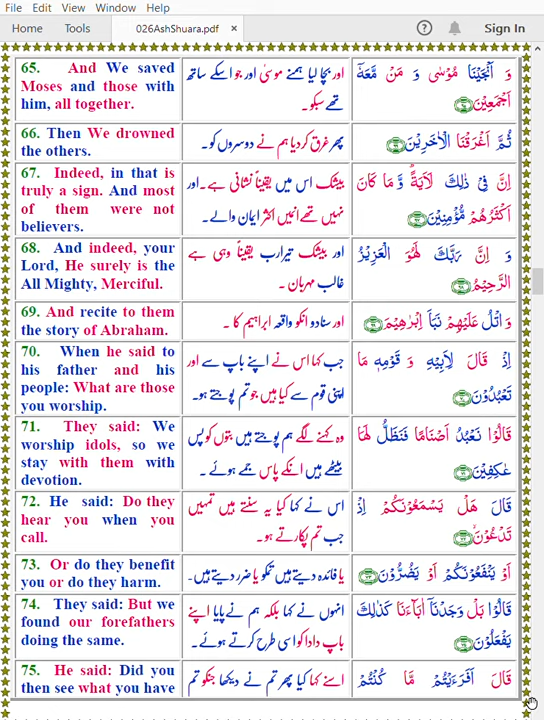 File Edit View Window Help
Home Tools 026AshShuara.pdf × Sign In
65. And We saved
Moses and those with
him, all together.
اور بچا لیا ہمنے موسیٰ اور جو اسکے ساتھ
تھے سبکو۔
وَ اَنْجَيْنَا مُوْسٰى وَ مَنْ مَّعَهٗۤ
اَجْمَعِيْنَ
66. Then We drowned
the others.
پھر غرق کردیا ہم نے دوسروں کو۔
ثُمَّ اَغْرَقْنَا الْاٰخَرِيْنَ
67. Indeed, in that is
truly a sign. And most
of them were not
believers.
بیشک اس میں یقیناً نشانی ہے۔ اور
نہیں تھے انمیں اکثر ایمان والے۔
اِنَّ فِىْ ذٰلِكَ لَاٰيَةً ؕ وَّمَا كَانَ
اَكْثَرُهُمْ مُّؤْمِنِيْنَ
68. And indeed, your
Lord, He surely is the
All Mighty, Merciful.
اور بیشک تیرا رب یقیناً وہی ہے
غالب مہربان۔
وَ اِنَّ رَبَّكَ لَهُوَ الْعَزِيْزُ
الرَّحِيْمُ
69. And recite to them
the story of Abraham.
اور سنا دو انکو واقعہ ابراہیم کا ۔
وَ اتْلُ عَلَيْهِمْ نَبَاَ اِبْرٰهِيْمَ
70. When he said to
his father and his
people: What are those
you worship.
جب کہا اس نے اپنے باپ سے اور
اپنی قوم سے کیا ہیں جو تم پوجتے ہو۔
اِذْ قَالَ لِاَبِيْهِ وَ قَوْمِهٖ مَا
تَعْبُدُوْنَ
71. They said: We
worship idols, so we
stay with them with
devotion.
وہ کہنے لگے ہم پوجتے ہیں بتوں کو پس
بیٹھے ہیں انکے پاس جمے ہوئے ۔
قَالُوْا نَعْبُدُ اَصْنَامًا فَنَظَلُّ لَهَا
عٰكِفِيْنَ
72. He said: Do they
hear you when you
call.
اس نے کہا کیا یہ سنتے ہیں تمہیں
جب تم پکارتے ہو۔
قَالَ هَلْ يَسْمَعُوْنَكُمْ اِذْ
تَدْعُوْنَ
73. Or do they benefit
you or do they harm.
یا فائدہ دیتے ہیں تمکو یا ضرر دیتے ہیں۔
اَوْ يَنْفَعُوْنَكُمْ اَوْ يَضُرُّوْنَ
74. They said: But we
found our forefathers
doing the same.
انہوں نے کہا بلکہ ہم نے پایا اپنے
باپ دادا کو اسی طرح کرتے ہوئے۔
قَالُوْا بَلْ وَجَدْنَاۤ اٰبَآءَنَا كَذٰلِكَ
يَفْعَلُوْنَ
75. He said: Did you
then see what you have
اسنے کہا کیا پھر تم نے دیکھا جنکو تم
قَالَ اَفَرَءَيْتُمْ مَّا كُنْتُمْ